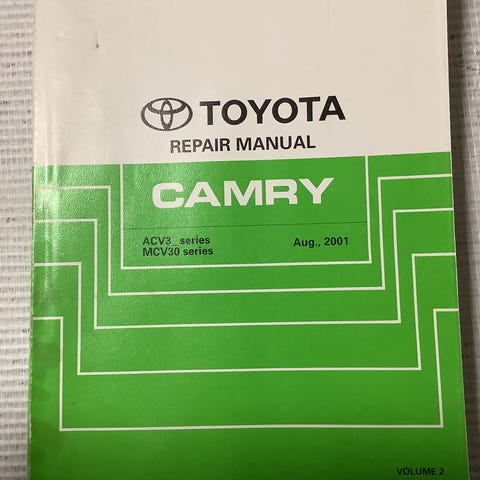 TOYOTA
REPAIR MANUAL
CAMRY
ACV3_ series
MCV30 series
Aug., 2001
VOLUME 2